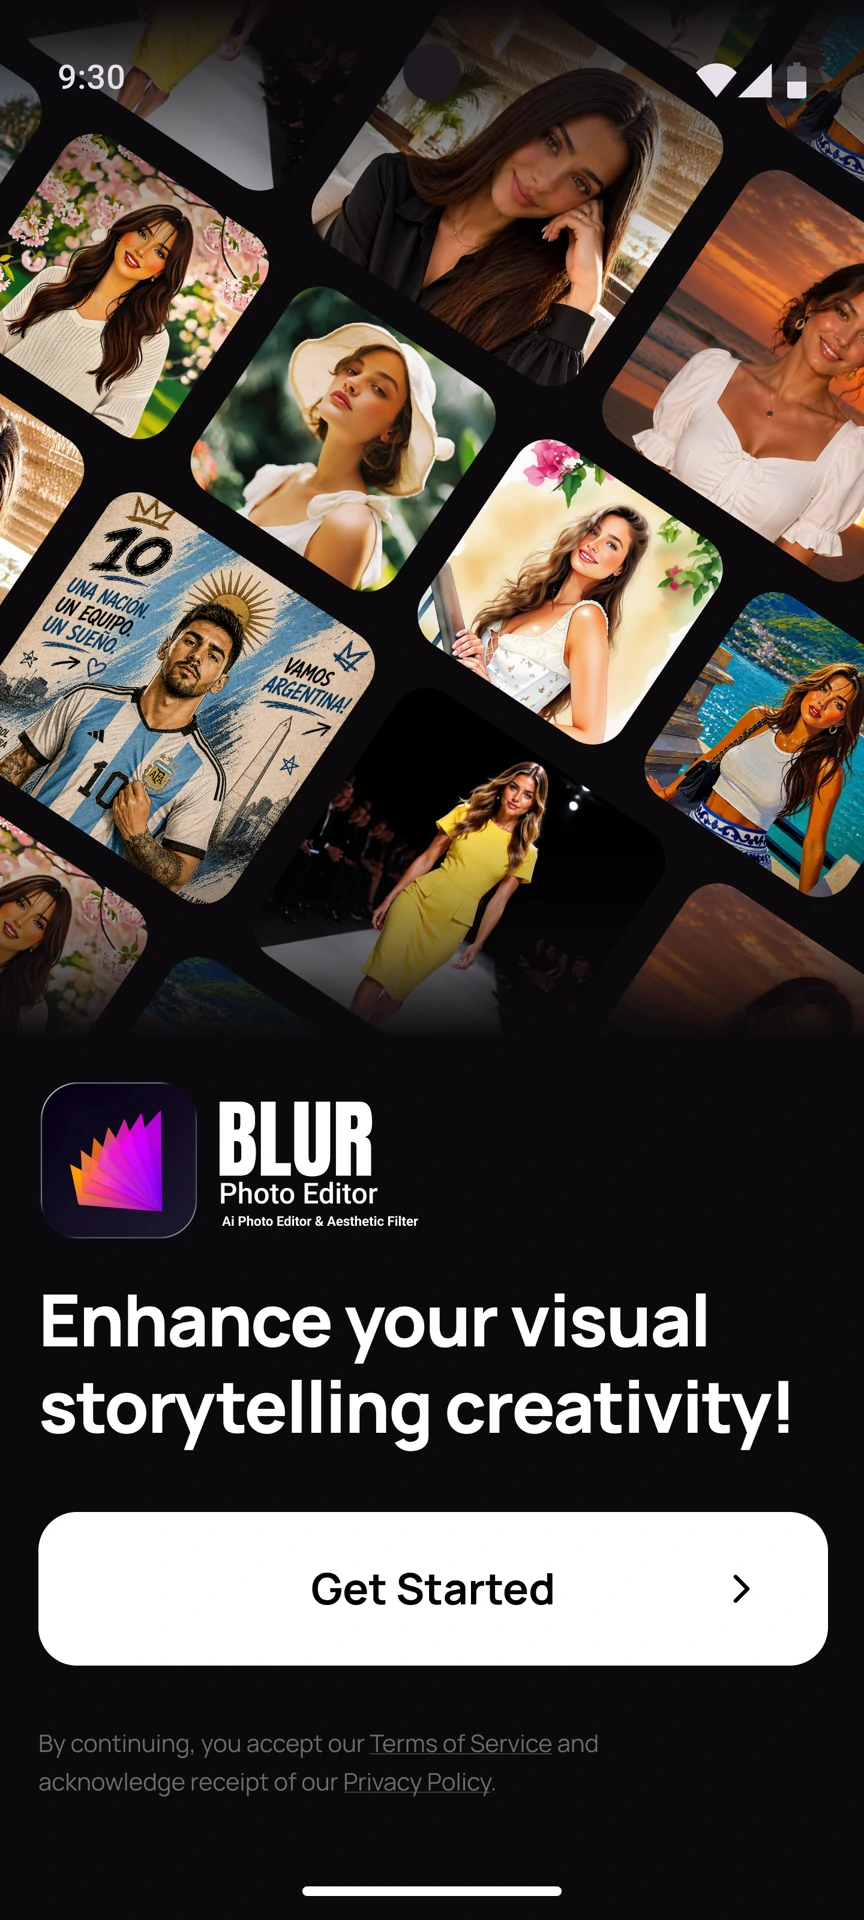 9:30
10
UNA NACIÓN.
UN EQUIPO.
UN SUEÑO.
VAMOS
ARGENTINA!
AFA
10
BLUR
Photo Editor
Ai Photo Editor & Aesthetic Filter
Enhance your visual
storytelling creativity!
Get Started
By continuing, you accept our Terms of Service and
acknowledge receipt of our Privacy Policy.